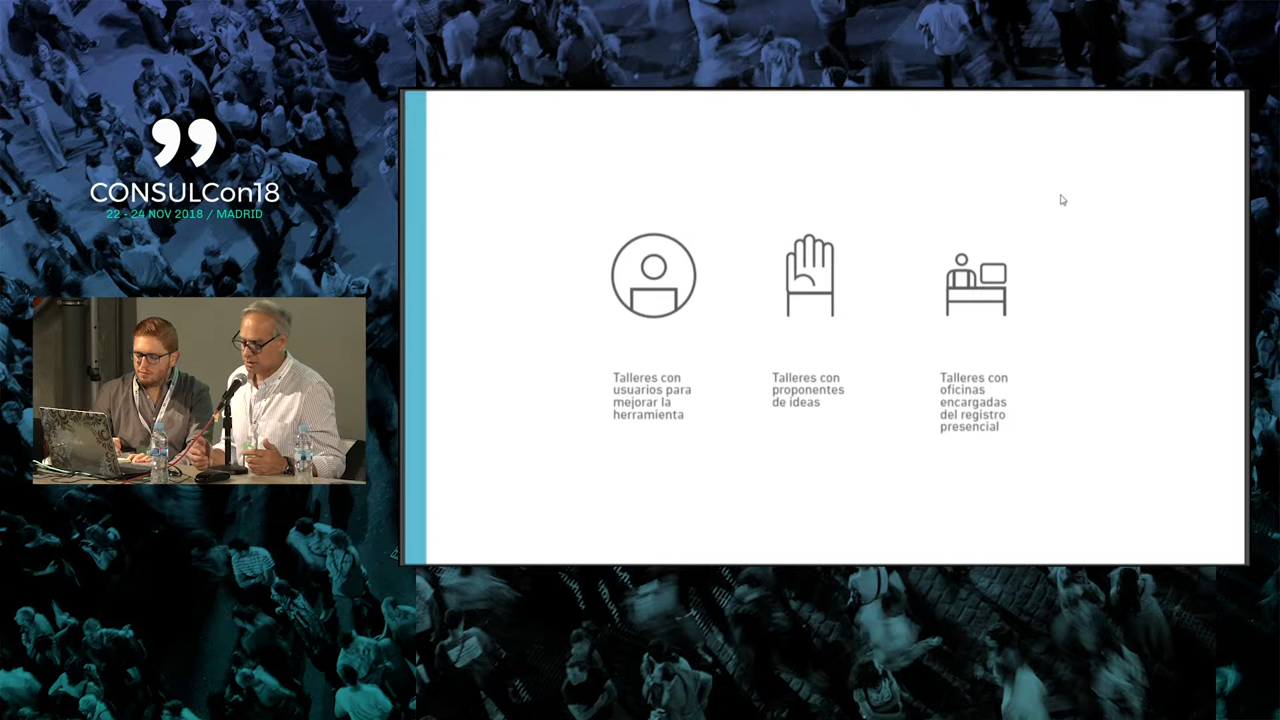 CONSULCon18
22 - 24 NOV 2018 / MADRID
Talleres con
usuarios para
mejorar la
herramienta
Talleres con
proponentes
de ideas
Talleres con
oficinas
encargadas
del registro
presencial